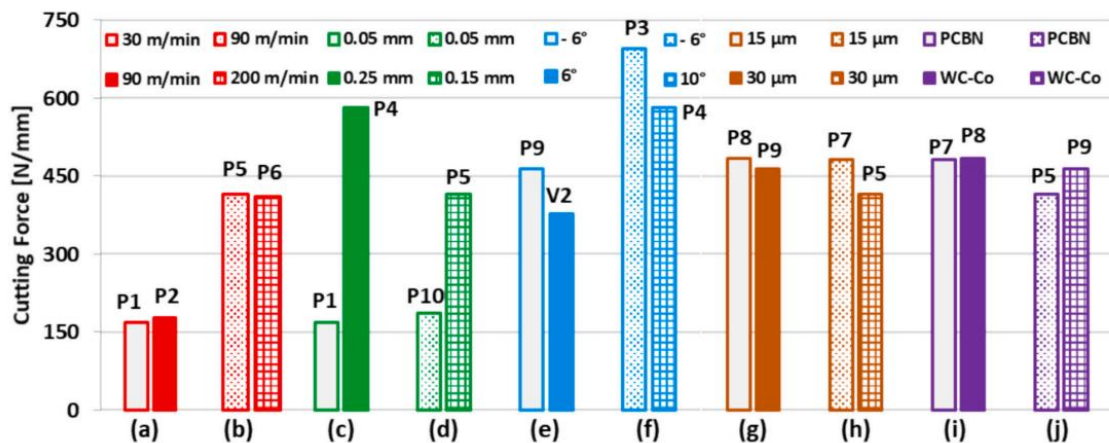 750
30 m/min 90 m/min 0.05 mm 0.05 mm - 6° - 6° 15 µm 15 µm PCBN PCBN
90 m/min 200 m/min 0.25 mm 0.15 mm 6° 10° 30 µm 30 µm WC-Co WC-Co
P3
600
P4 P4
P9 P8 P9 P7 P7 P8 P9
450
P5 P6 P5 V2 P5 P5
300
P1 P2 P1 P10
150
0
Cutting Force [N/mm]
(a) (b) (c) (d) (e) (f) (g) (h) (i) (j)